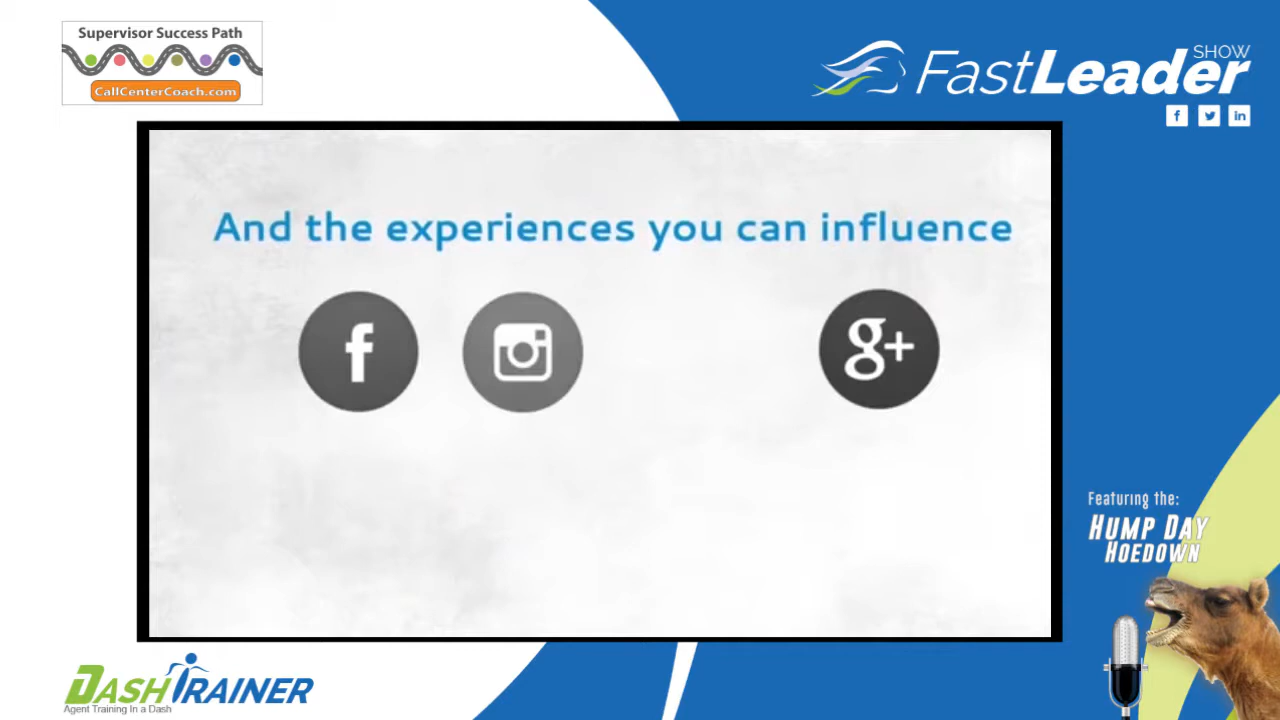 Supervisor Success Path
CallCenterCoach.com
FastLeader SHOW
f
in
And the experiences you can influence
f
g+
Featuring the:
HUMP DAY
HOEDOWN
DASHTRAINER
Agent Training In a Dash